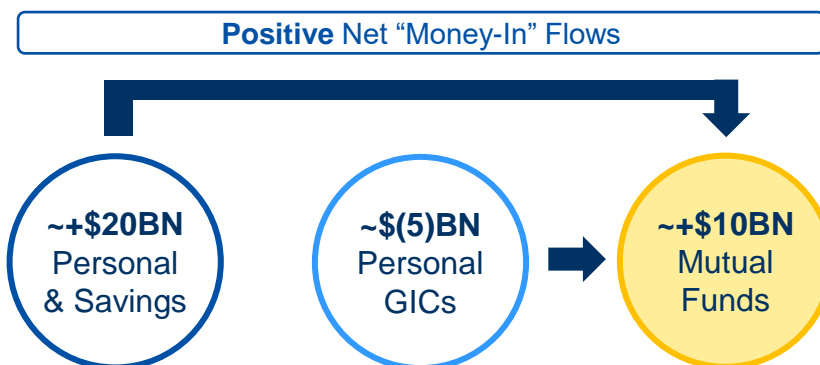 Positive Net “Money-In” Flows
~+$20BN
Personal
& Savings
~$(5)BN
Personal
GICs
~+$10BN
Mutual
Funds